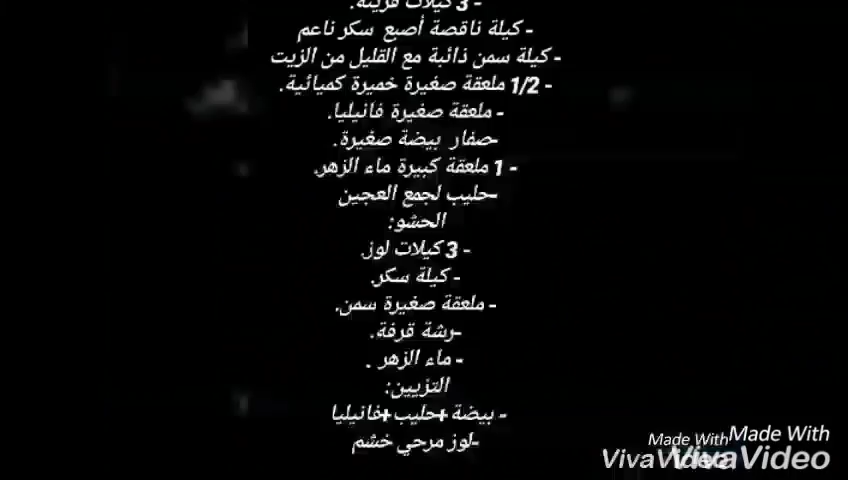 - 3 كيلات فرينة.
- كيلة ناقصة أصبع سكر ناعم
- كيلة سمن ذائبة مع القليل من الزيت
- 1/2 ملعقة صغيرة خميرة كميائية.
- ملعقة صغيرة فانيليا.
-صفار بيضة صغيرة.
- 1 ملعقة كبيرة ماء الزهر.
-حليب لجمع العجين
الحشو:
- 3 كيلات لوز.
- كيلة سكر.
- ملعقة صغيرة سمن.
-رشة قرفة.
- ماء الزهر .
التزيين:
- بيضة +حليب +فانيليا
-لوز مرحي خشم
Made With
VivaVideo
Made With
VivaVideo